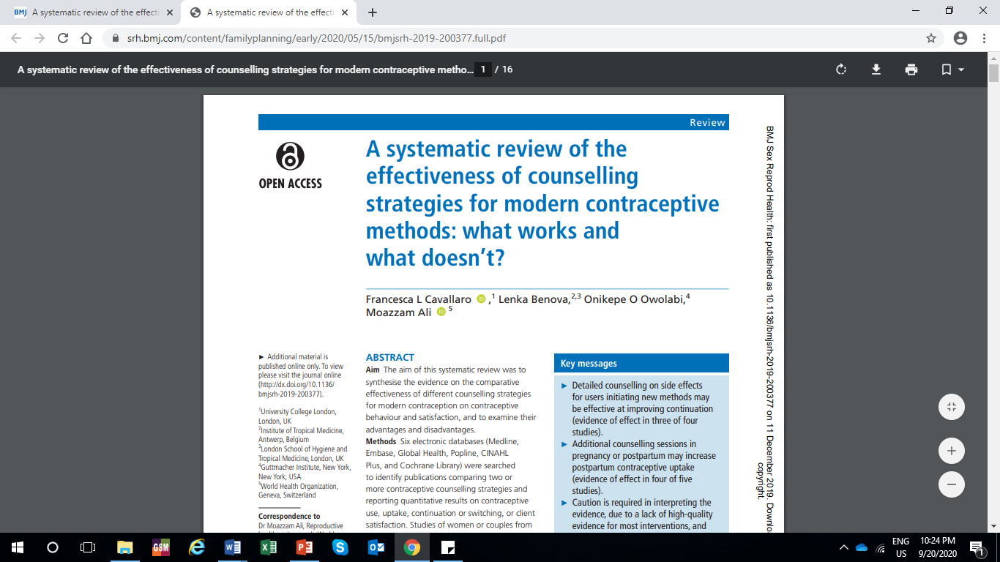 BMJ A systematic review of the effecti
A systematic review of the effecti
srh.bmj.com/content/familyplanning/early/2020/05/15/bmjsrh-2019-200377.full.pdf
A systematic review of the effectiveness of counselling strategies for modern contraceptive metho... 1 / 16
Review
OPEN ACCESS
A systematic review of the
effectiveness of counselling
strategies for modern contraceptive
methods: what works and
what doesn't?
Francesca L Cavallaro iD ,1 Lenka Benova,2,3 Onikepe O Owolabi,4
Moazzam Ali iD 5
► Additional material is
published online only. To view
please visit the journal online
(http://dx.doi.org/10.1136/
bmjsrh-2019-200377).
1University College London,
London, UK
2Institute of Tropical Medicine,
Antwerp, Belgium
3London School of Hygiene and
Tropical Medicine, London, UK
4Guttmacher Institute, New York,
New York, USA
5World Health Organization,
Geneva, Switzerland
Correspondence to
Dr Moazzam Ali, Reproductive
ABSTRACT
Aim The aim of this systematic review was to
synthesise the evidence on the comparative
effectiveness of different counselling strategies
for modern contraception on contraceptive
behaviour and satisfaction, and to examine their
advantages and disadvantages.
Methods Six electronic databases (Medline,
Embase, Global Health, Popline, CINAHL
Plus, and Cochrane Library) were searched
to identify publications comparing two or
more contraceptive counselling strategies and
reporting quantitative results on contraceptive
use, uptake, continuation or switching, or client
satisfaction. Studies of women or couples from
Key messages
► Detailed counselling on side effects
for users initiating new methods may
be effective at improving continuation
(evidence of effect in three of four
studies).
► Additional counselling sessions in
pregnancy or postpartum may increase
postpartum contraceptive uptake
(evidence of effect in four of five
studies).
► Caution is required in interpreting the
evidence, due to a lack of high-quality
evidence for most interventions, and
BMJ Sex Reprod Health: first published as 10.1136/bmjsrh-2019-200377 on 11 December 2019. Downlo
copyright.
GSM
ENG
US
10:24 PM
9/20/2020
1